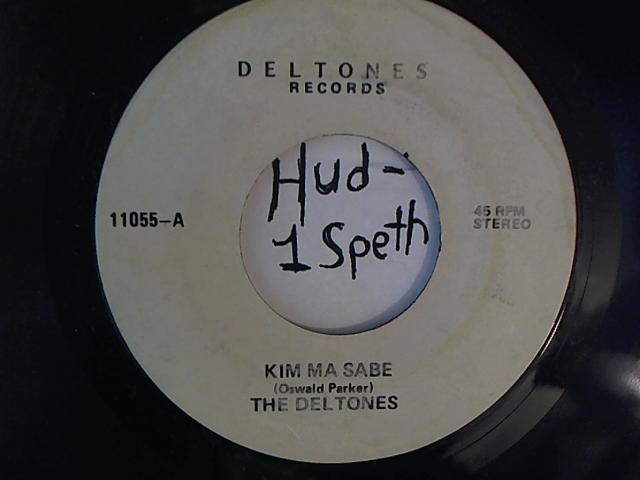 DELTONES
RECORDS
Hud-
1 Speth
11055-A
45 RPM
STEREO
KIM MA SABE
(Oswald Parker)
THE DELTONES